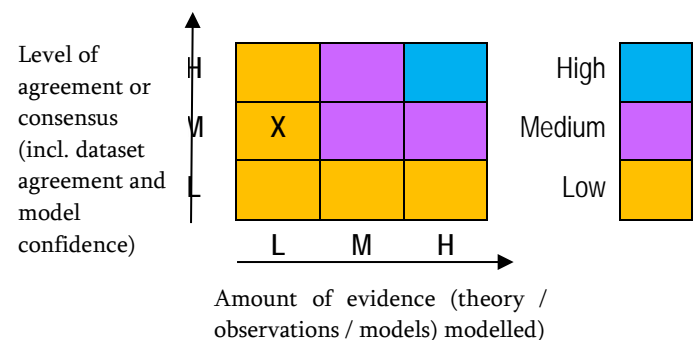 Level of
agreement or
consensus
(incl. dataset
agreement and
model
confidence)
H
M
X
L
L M H
Amount of evidence (theory /
observations / models) modelled)
High
Medium
Low